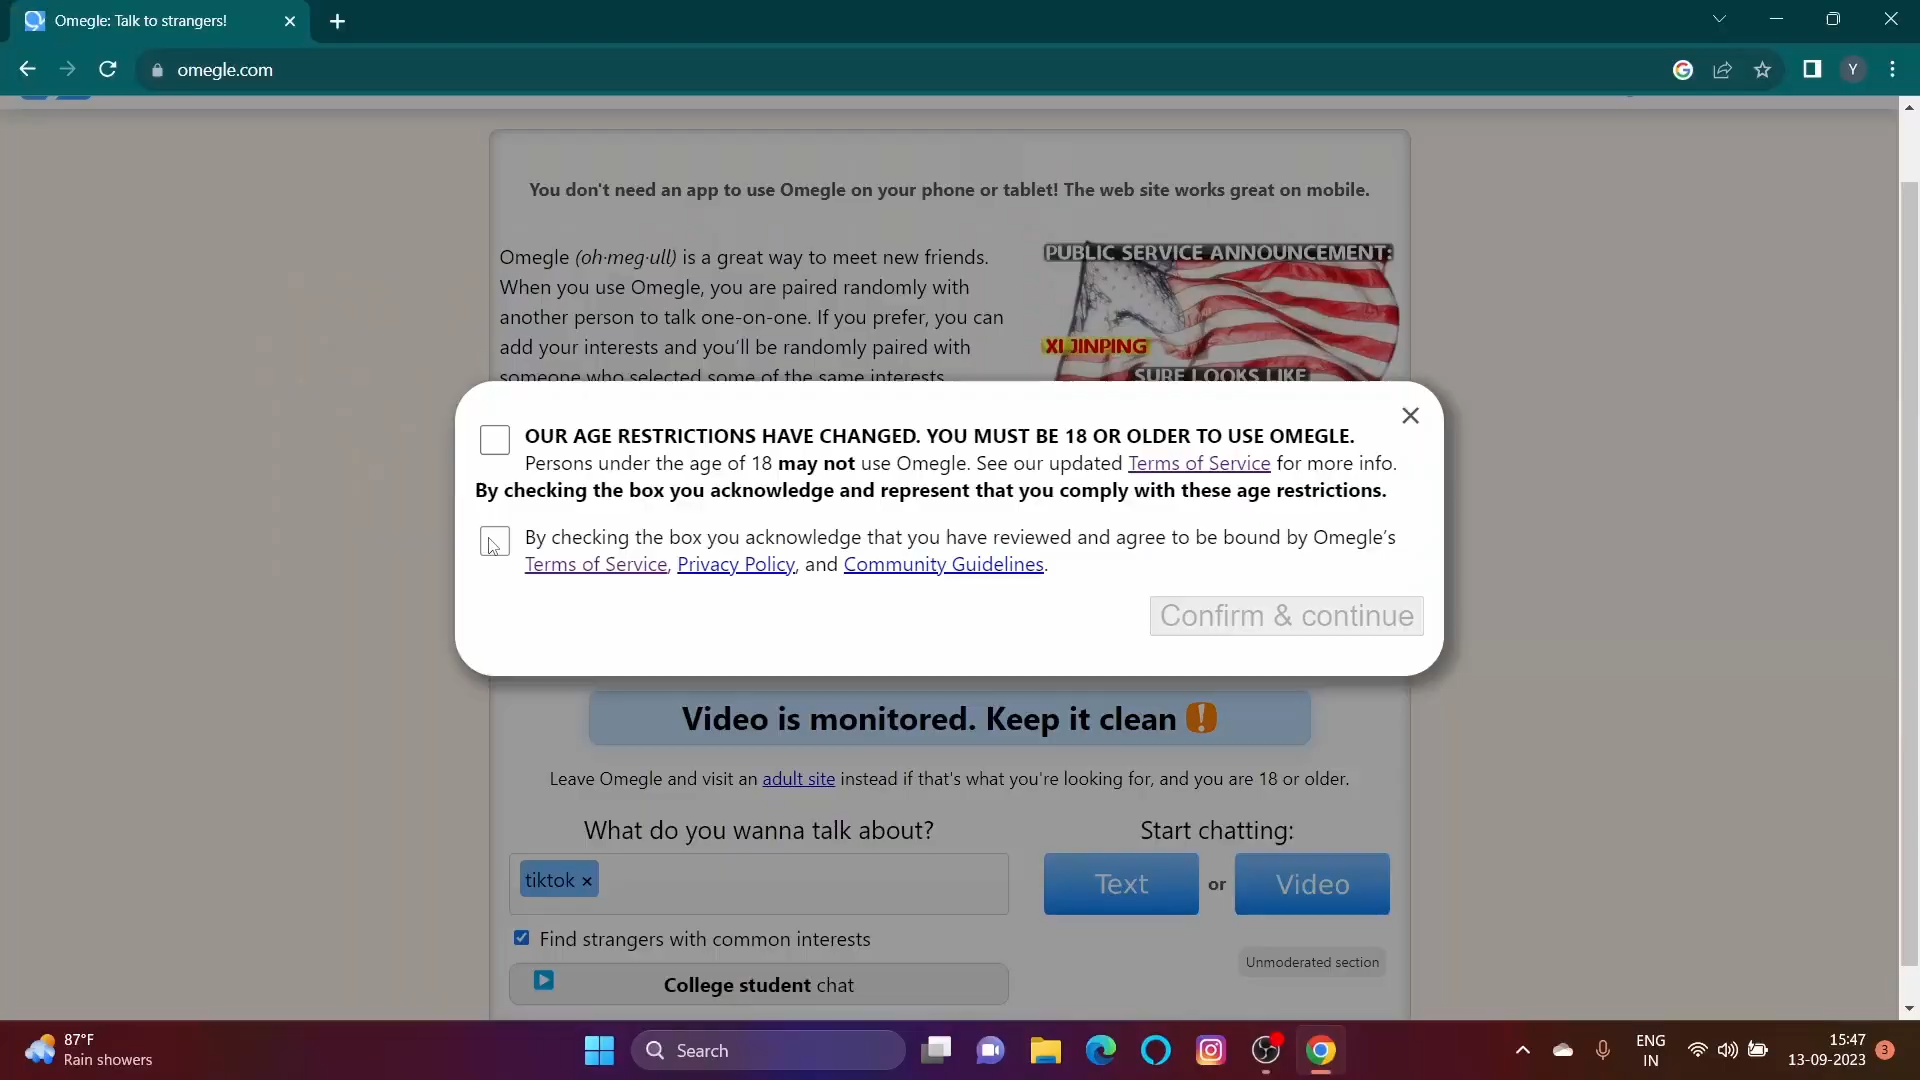 Omegle: Talk to strangers!
omegle.com
Y
You don't need an app to use Omegle on your phone or tablet! The web site works great on mobile.
Omegle (oh·meg·ull) is a great way to meet new friends.
When you use Omegle, you are paired randomly with
another person to talk one-on-one. If you prefer, you can
add your interests and you'll be randomly paired with
someone who selected some of the same interests.
PUBLIC SERVICE ANNOUNCEMENT:
XI JINPING
SURE LOOKS LIKE
OUR AGE RESTRICTIONS HAVE CHANGED. YOU MUST BE 18 OR OLDER TO USE OMEGLE.
Persons under the age of 18 may not use Omegle. See our updated Terms of Service for more info.
By checking the box you acknowledge and represent that you comply with these age restrictions.
By checking the box you acknowledge that you have reviewed and agree to be bound by Omegle's
Terms of Service, Privacy Policy, and Community Guidelines.
Confirm & continue
Video is monitored. Keep it clean
Leave Omegle and visit an adult site instead if that's what you're looking for, and you are 18 or older.
What do you wanna talk about?
tiktok ×
Find strangers with common interests
College student chat
Start chatting:
Text or Video
Unmoderated section
87°F
Rain showers
Search
ENG
IN
15:47
13-09-2023
3